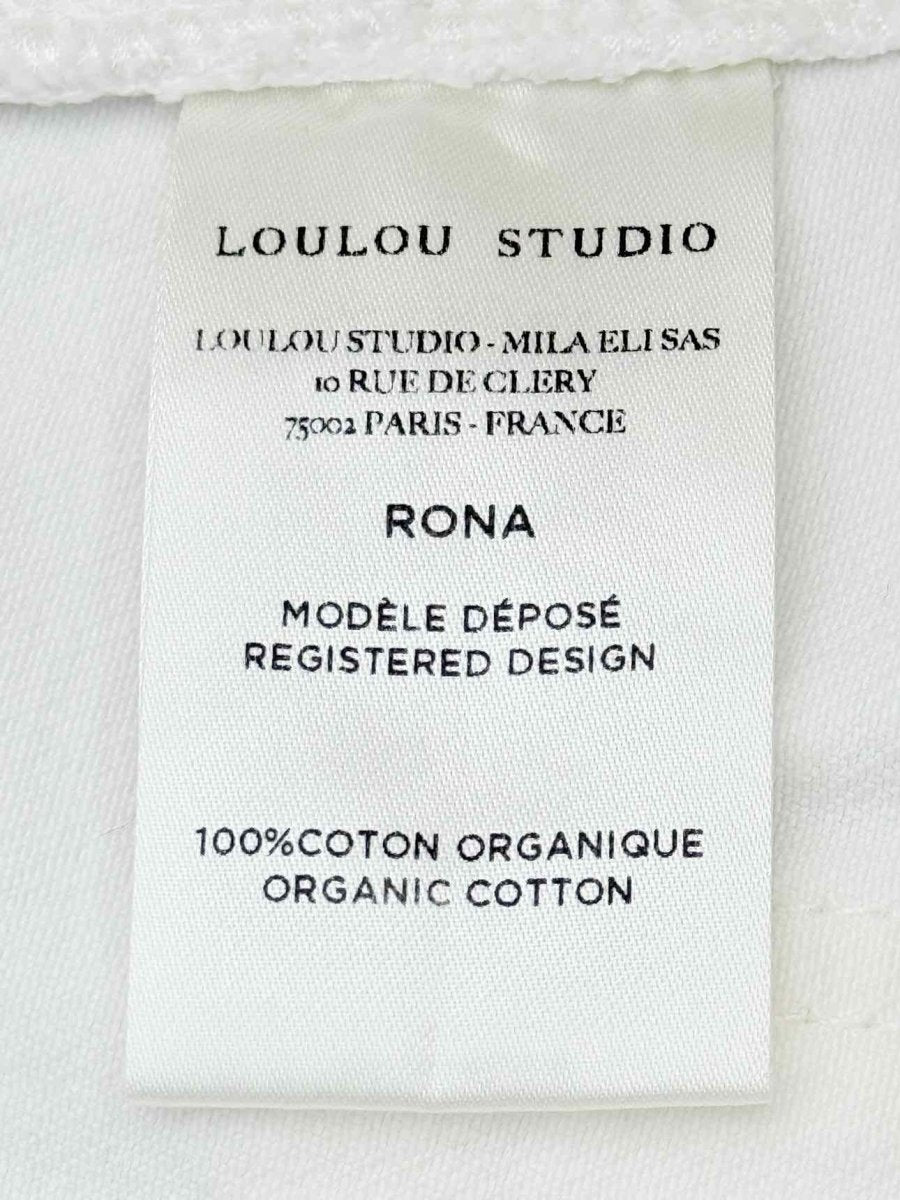 LOULOU STUDIO
LOULOU STUDIO - MILA ELI SAS
10 RUE DE CLERY
75002 PARIS - FRANCE
RONA
MODÈLE DÉPOSÉ
REGISTERED DESIGN
100%COTON ORGANIQUE
ORGANIC COTTON